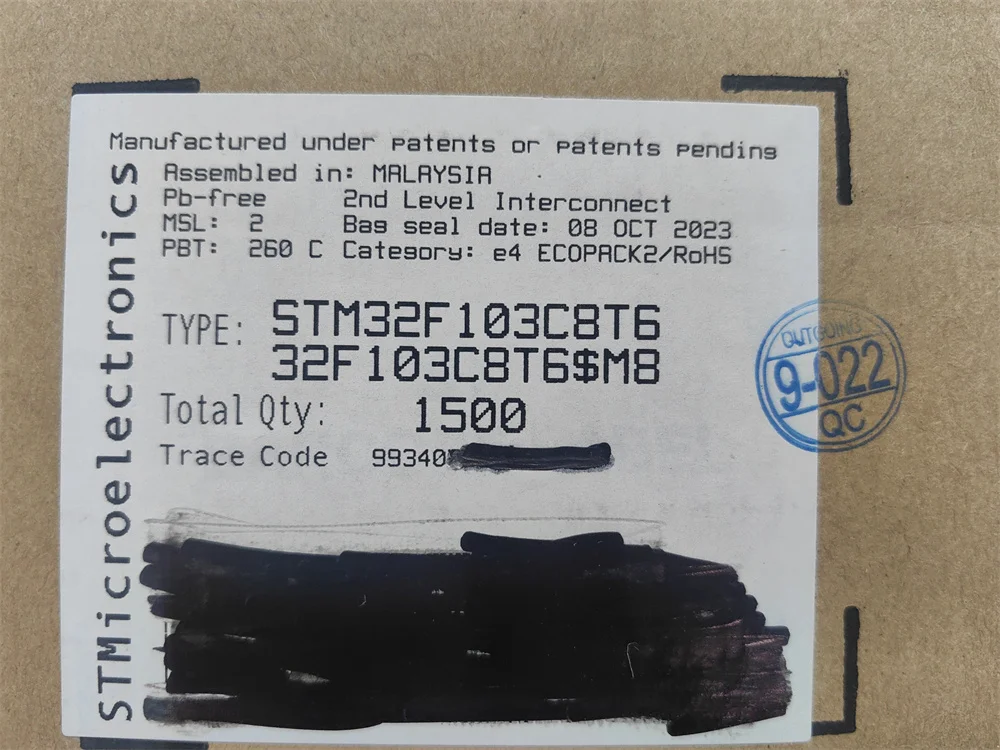 Manufactured under patents or patents pending
STMicroelectronics
Assembled in: MALAYSIA
Pb-free 2nd Level Interconnect
MSL: 2 Bag seal date: 08 OCT 2023
PBT: 260 C Category: e4 ECOPACK2/RoHS
TYPE: STM32F103C8T6
32F103C8T6$M8
Total Qty: 1500
Trace Code 99340
OUTGOING
9-022
QC